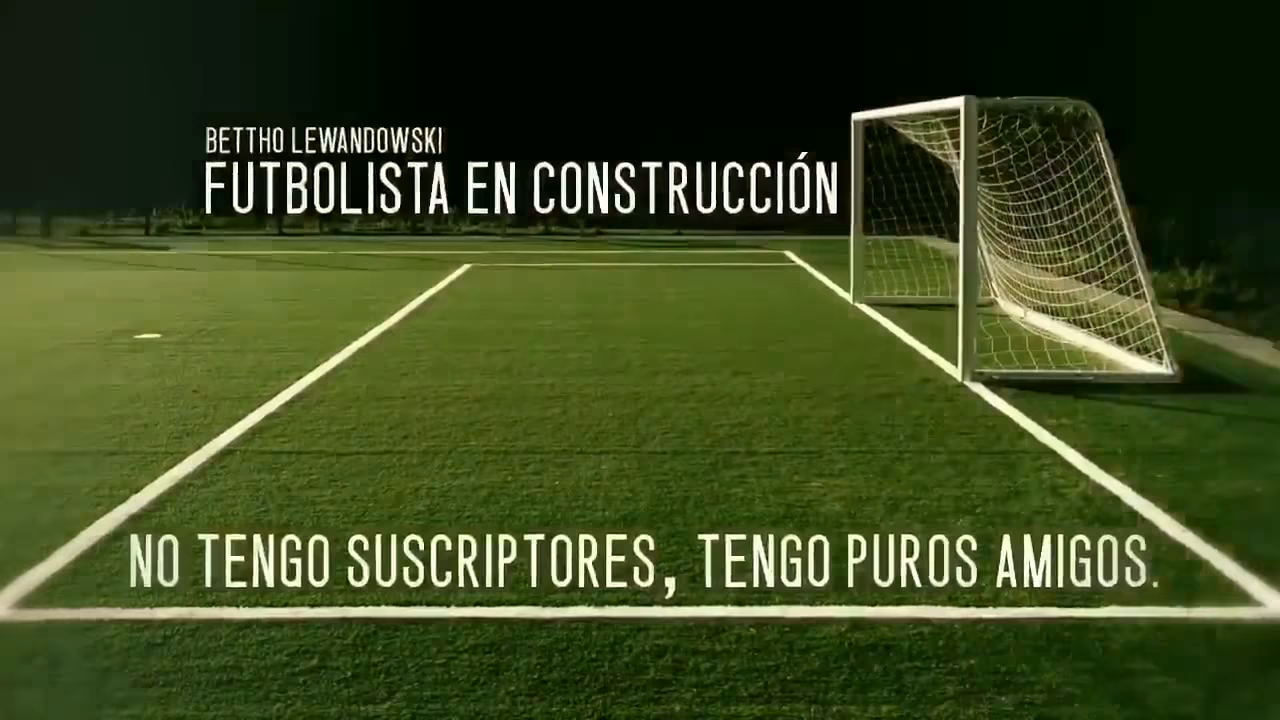 BETTHO LEWANDOWSKI
FUTBOLISTA EN CONSTRUCCIÓN
NO TENGO SUSCRIPTORES, TENGO PUROS AMIGOS.